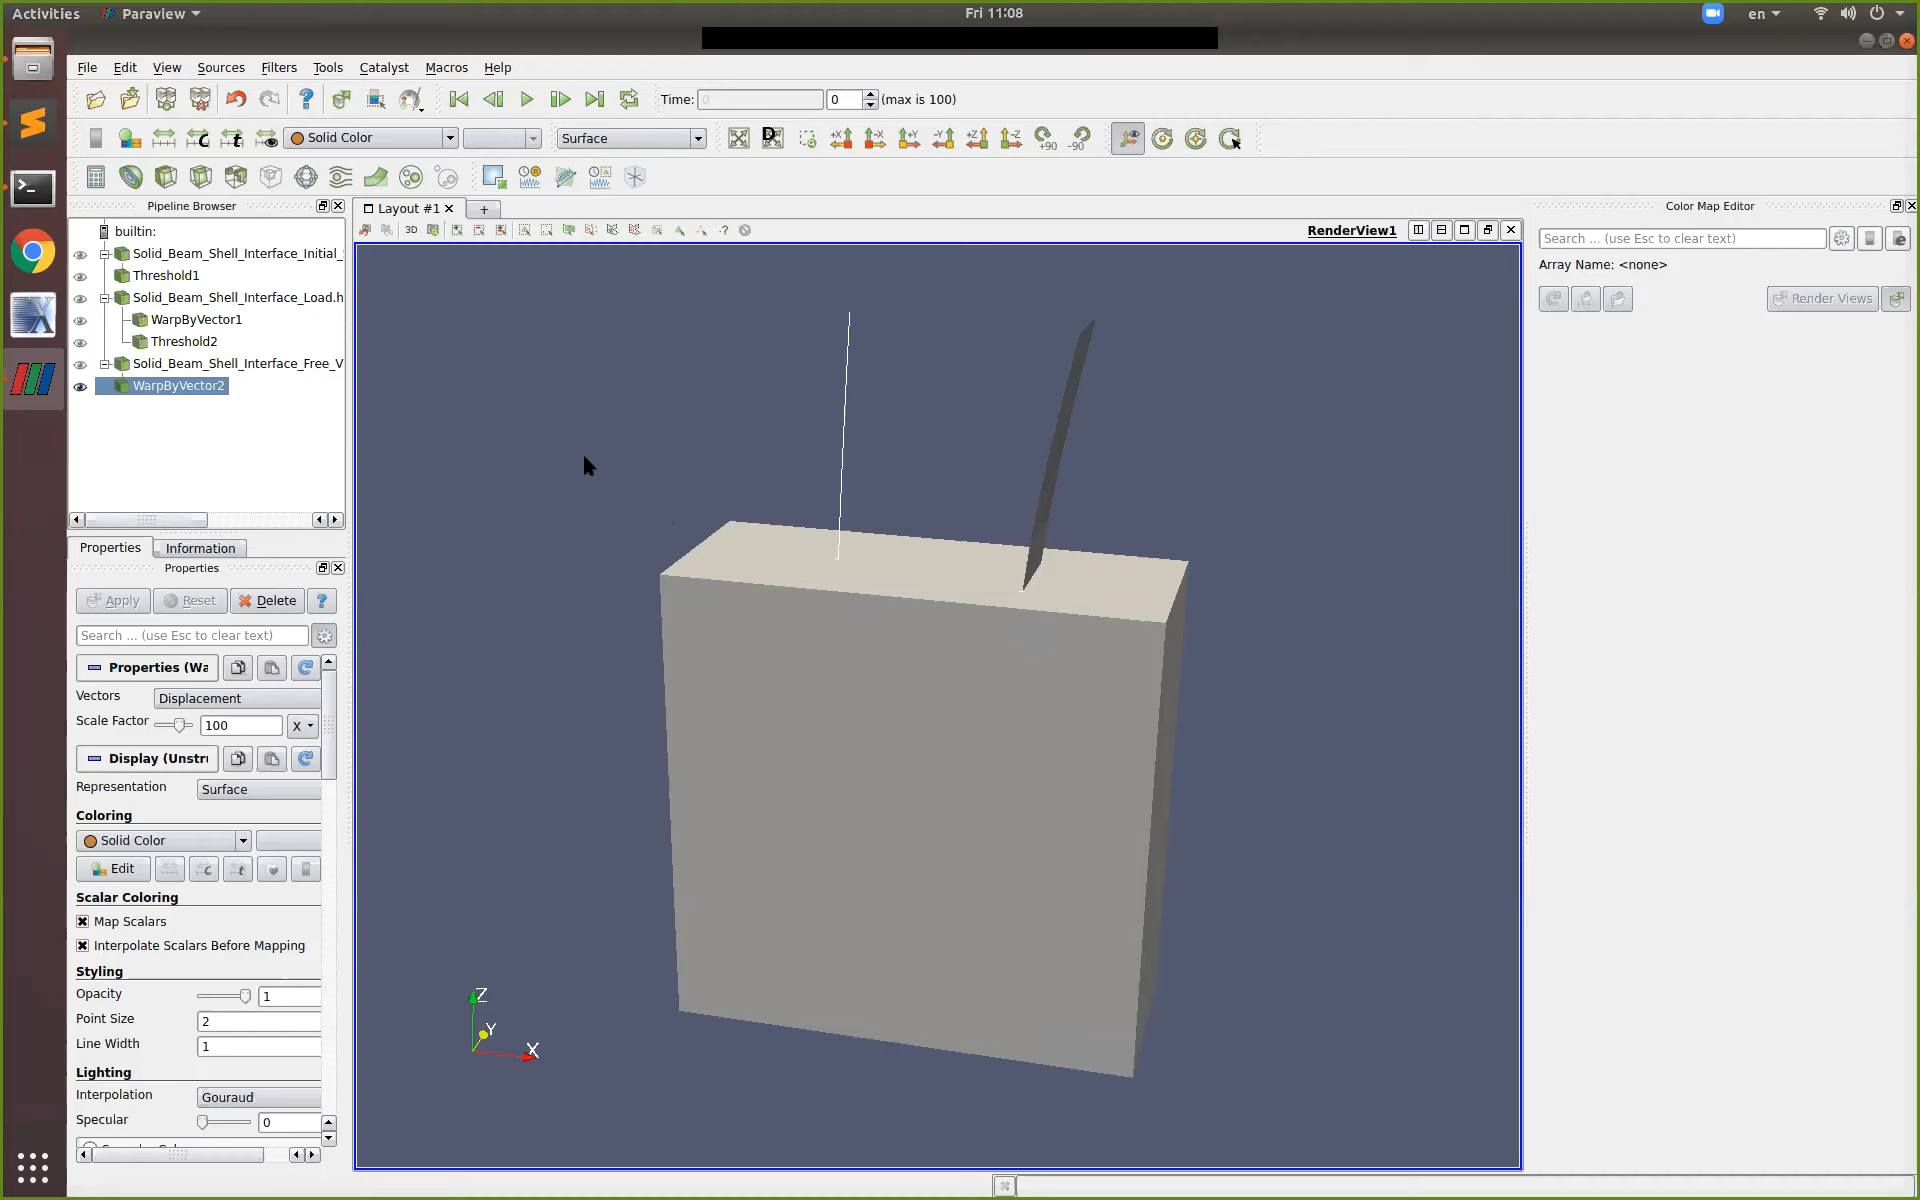 Activities
Paraview
Fri 11:08
en
File Edit View Sources Filters Tools Catalyst Macros Help
Time: 0 0 (max is 100)
Solid Color
Surface
+X -X +Y -Y +Z -Z +90 -90
Pipeline Browser
builtin:
Solid_Beam_Shell_Interface_Initial_
Threshold1
Solid_Beam_Shell_Interface_Load.h
WarpByVector1
Threshold2
Solid_Beam_Shell_Interface_Free_V
WarpByVector2
Properties Information
Properties
Apply Reset Delete ?
Search ... (use Esc to clear text)
Properties (Wa
Vectors Displacement
Scale Factor 100 X
Display (Unstru
Representation Surface
Coloring
Solid Color
Edit
Scalar Coloring
Map Scalars
Interpolate Scalars Before Mapping
Styling
Opacity 1
Point Size 2
Line Width 1
Lighting
Interpolation Gouraud
Specular 0
Layout #1
+
3D
RenderView1
Z
Y
X
Color Map Editor
Search ... (use Esc to clear text)
Array Name: <none>
Render Views